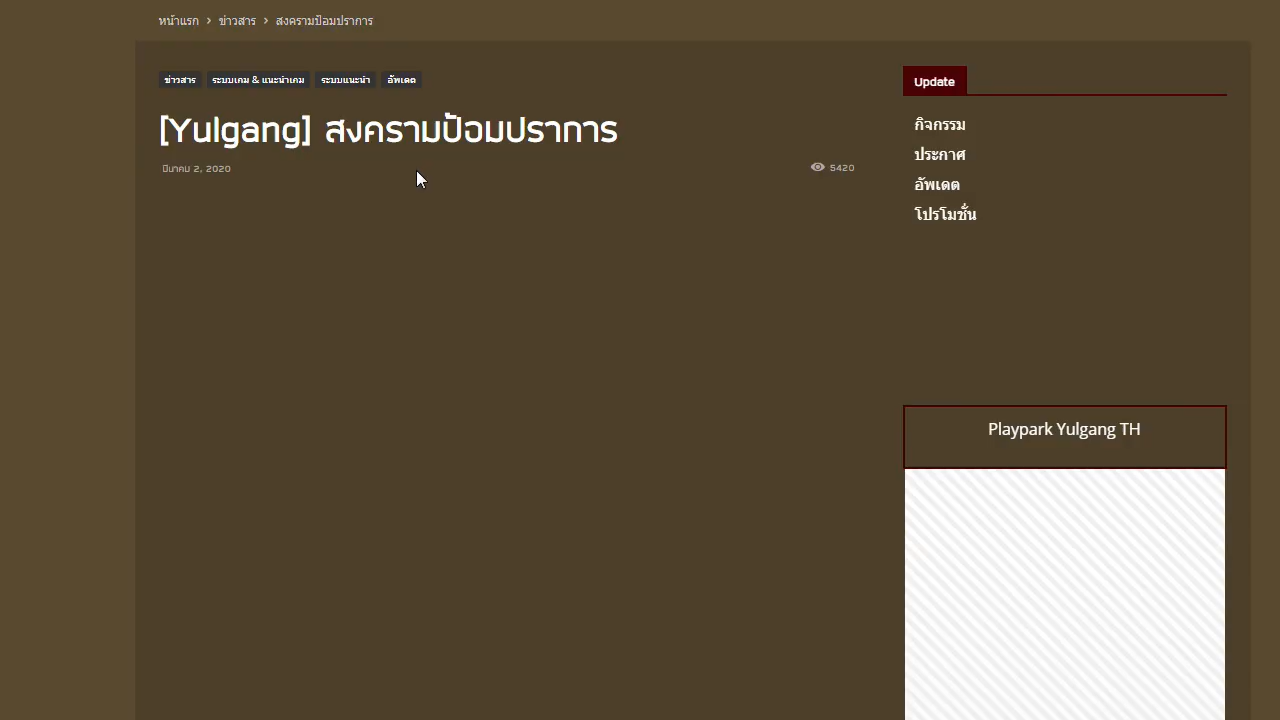 หน้าแรก › ข่าวสาร › สงครามป้อมปราการ
ข่าวสาร ระบบเกม & แนะนำเกม ระบบแนะนำ อัพเดต
[Yulgang] สงครามป้อมปราการ
มีนาคม 2, 2020 5420
Update
กิจกรรม
ประกาศ
อัพเดต
โปรโมชั่น
Playpark Yulgang TH